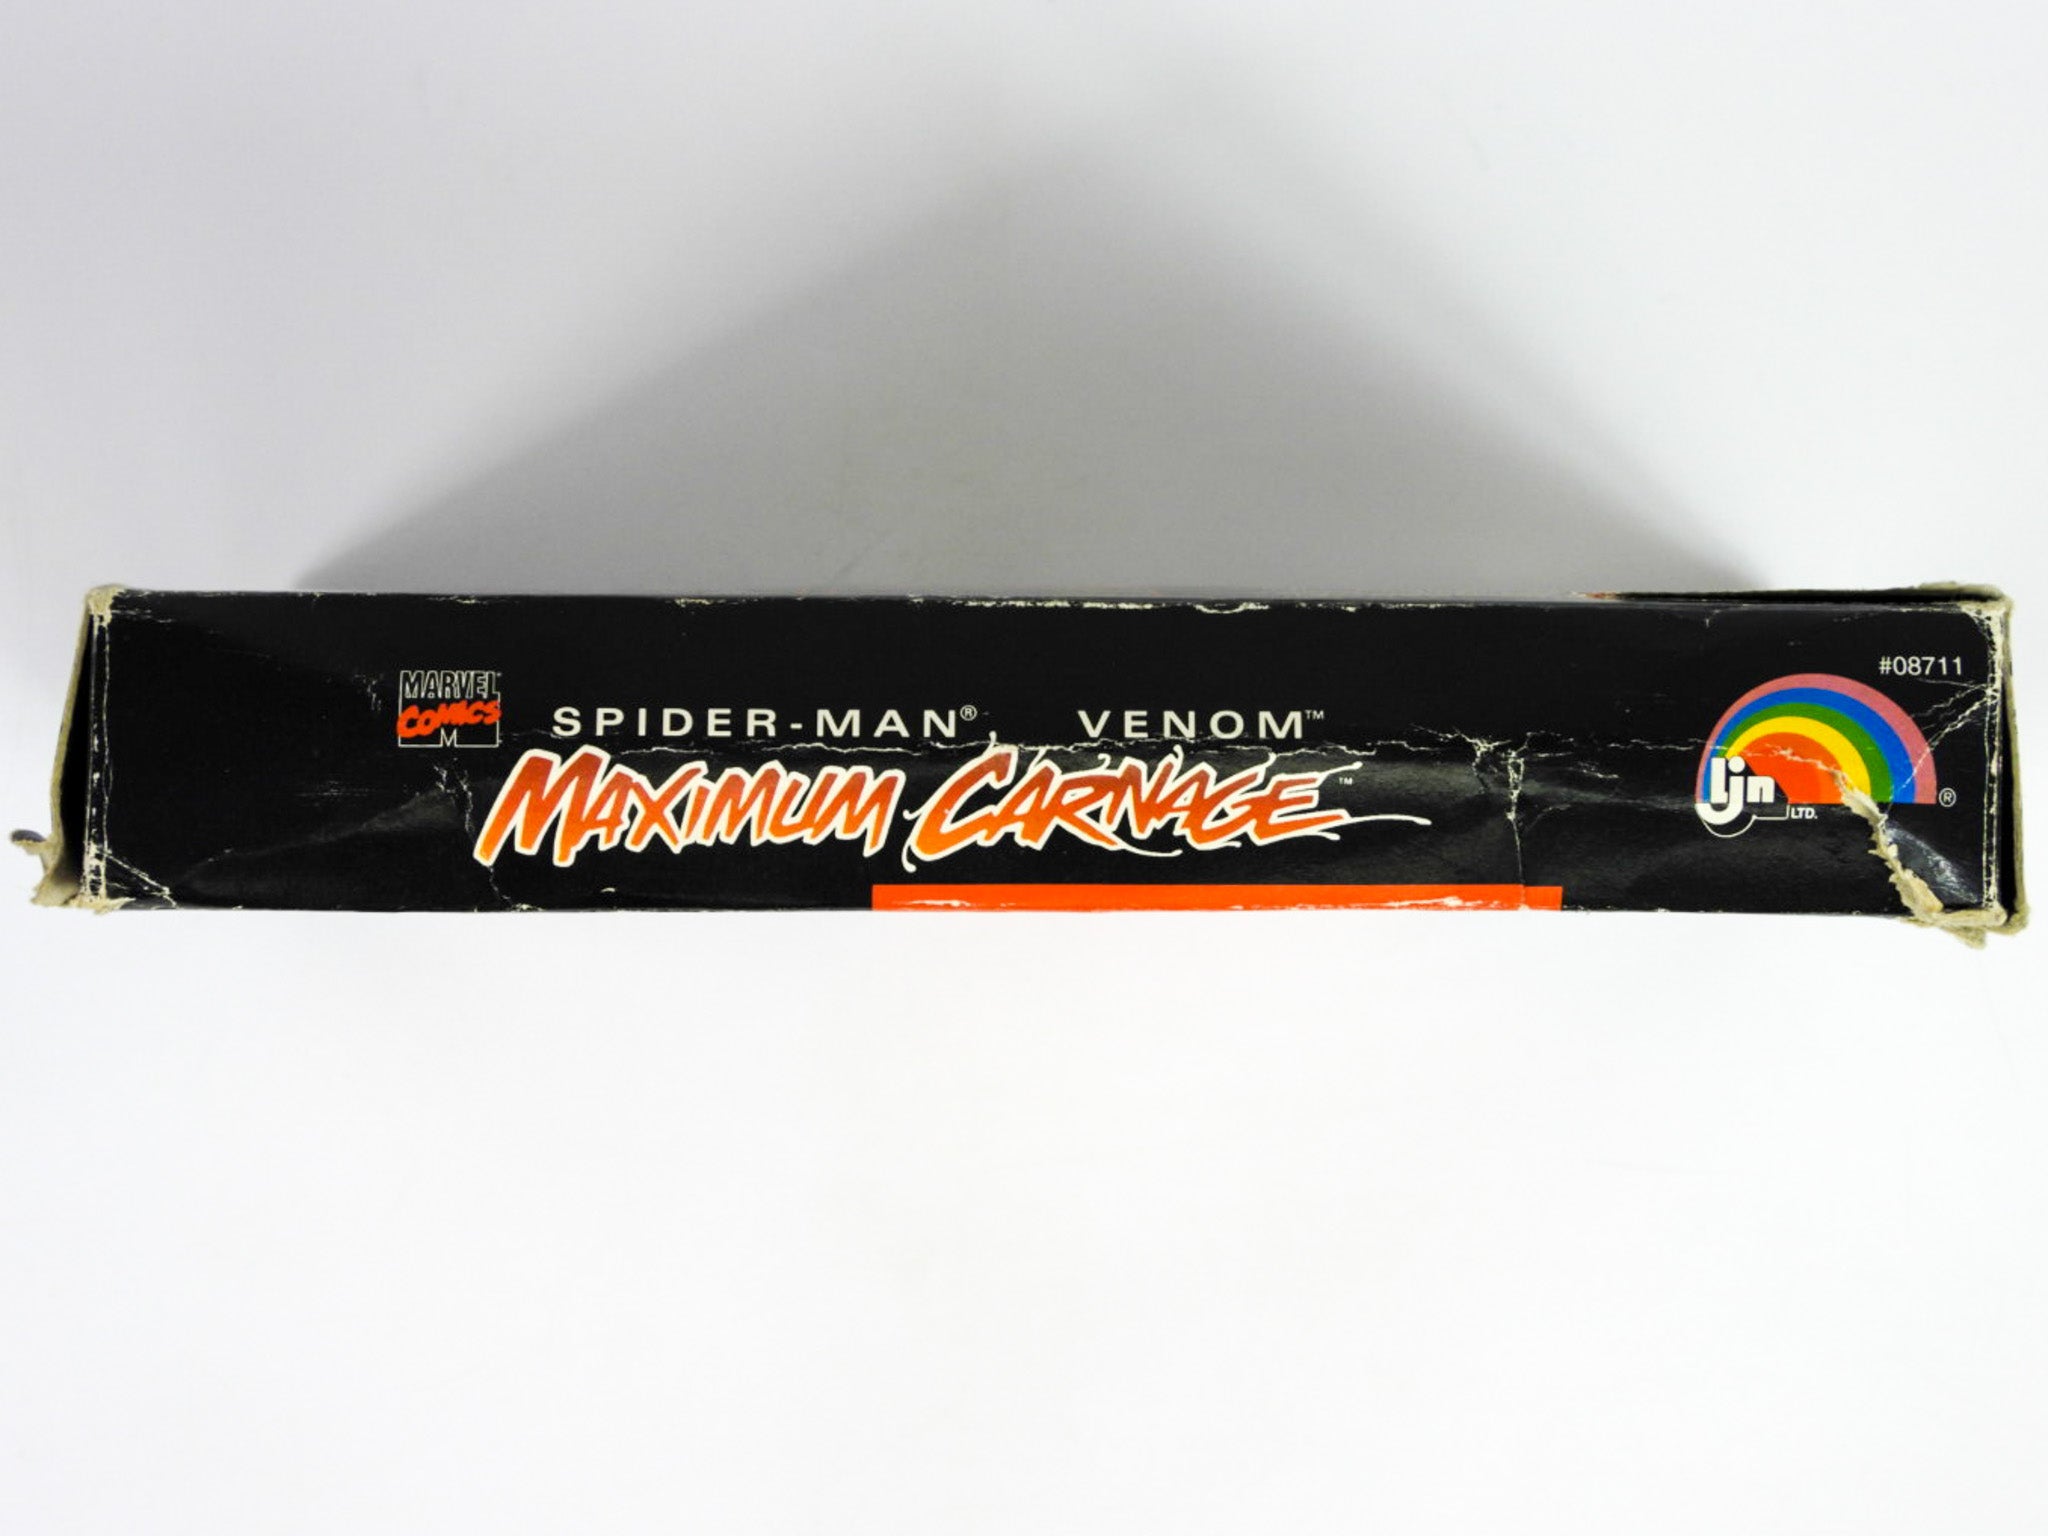 #08711
MARVEL
COMICS
M
SPIDER-MAN® VENOM™
MAXIMUM CARNAGE™
ljn LTD. ®